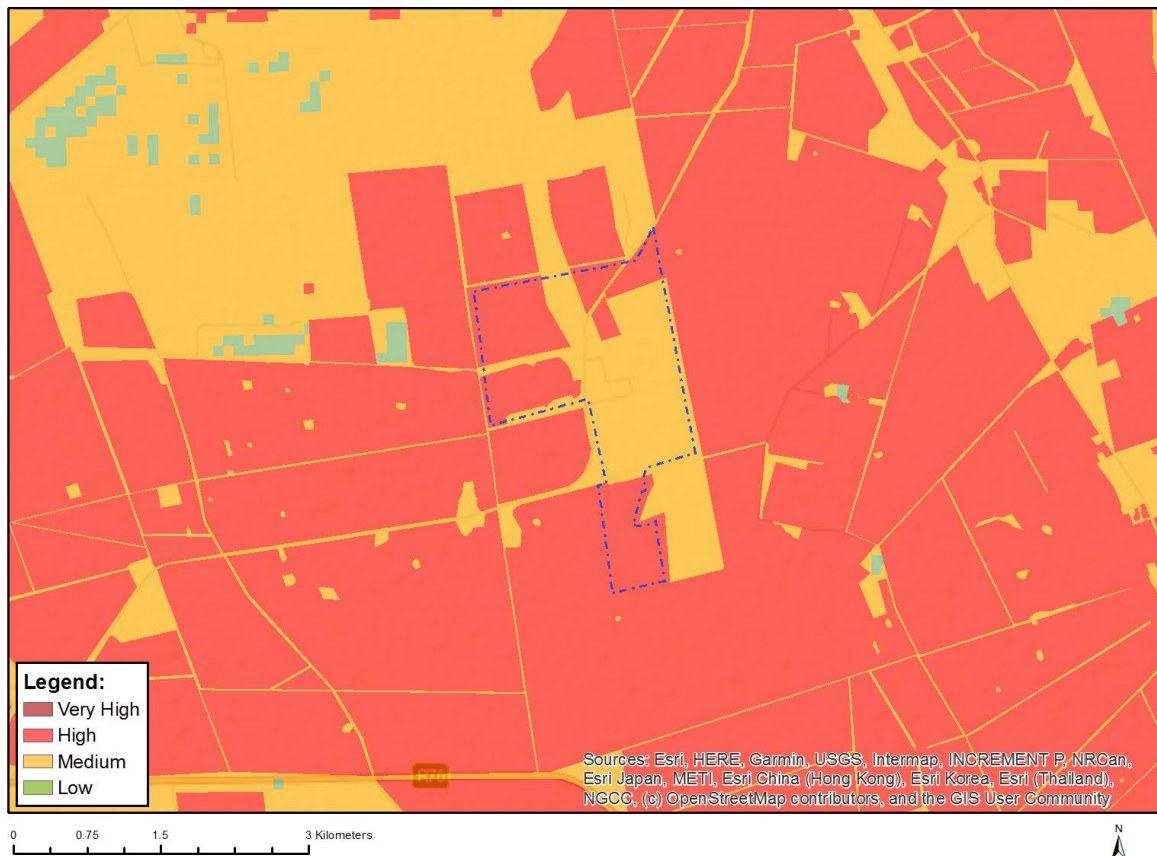 Legend:
Very High
High
Medium
Low
Sources: Esri, HERE, Garmin, USGS, Intermap, INCREMENT P, NRCan,
Esri Japan, METI, Esri China (Hong Kong), Esri Korea, Esri (Thailand),
NGCC, (c) OpenStreetMap contributors, and the GIS User Community
0 0.75 1.5 3 Kilometers
N